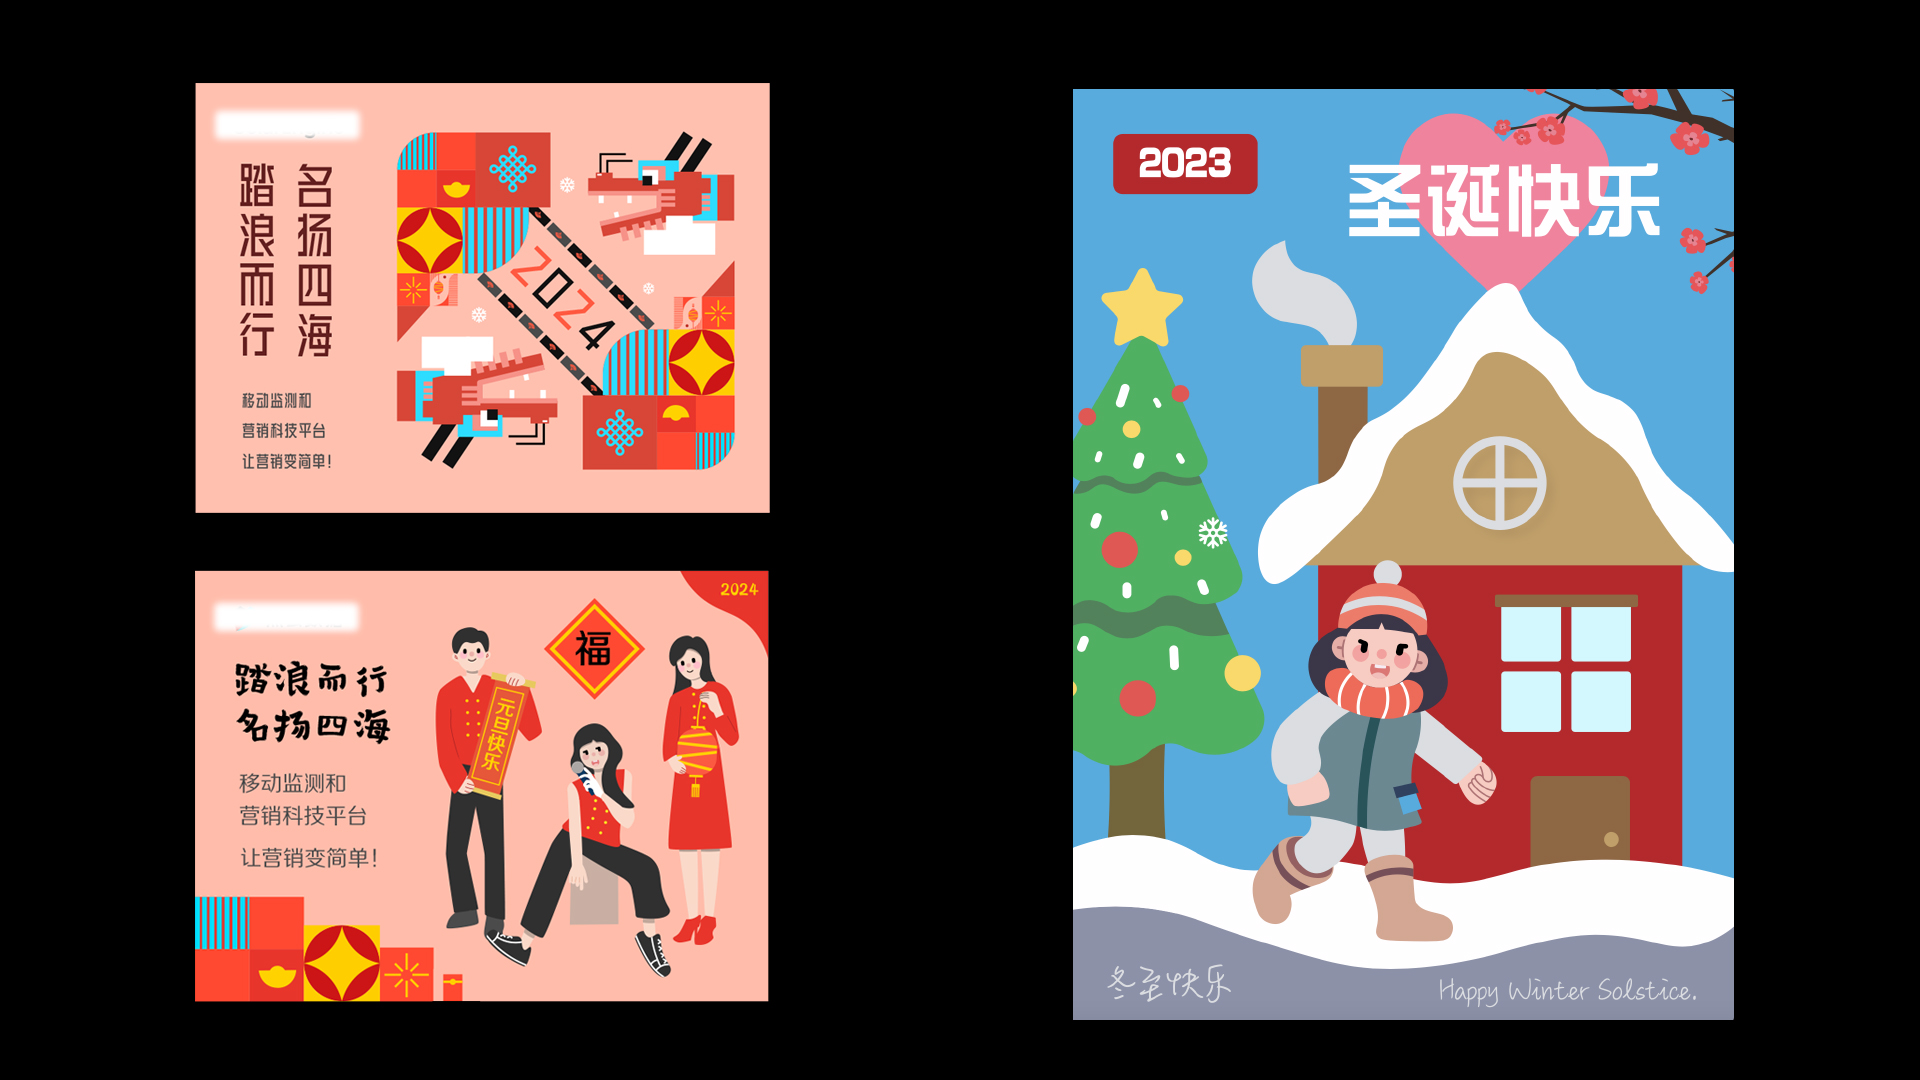 踏浪而行
名扬四海
移动监测和
营销科技平台
让营销变简单!
2024
2024
福
踏浪而行
名扬四海
元旦快乐
移动监测和
营销科技平台
让营销变简单!
2023
圣诞快乐
冬至快乐
Happy Winter Solstice.